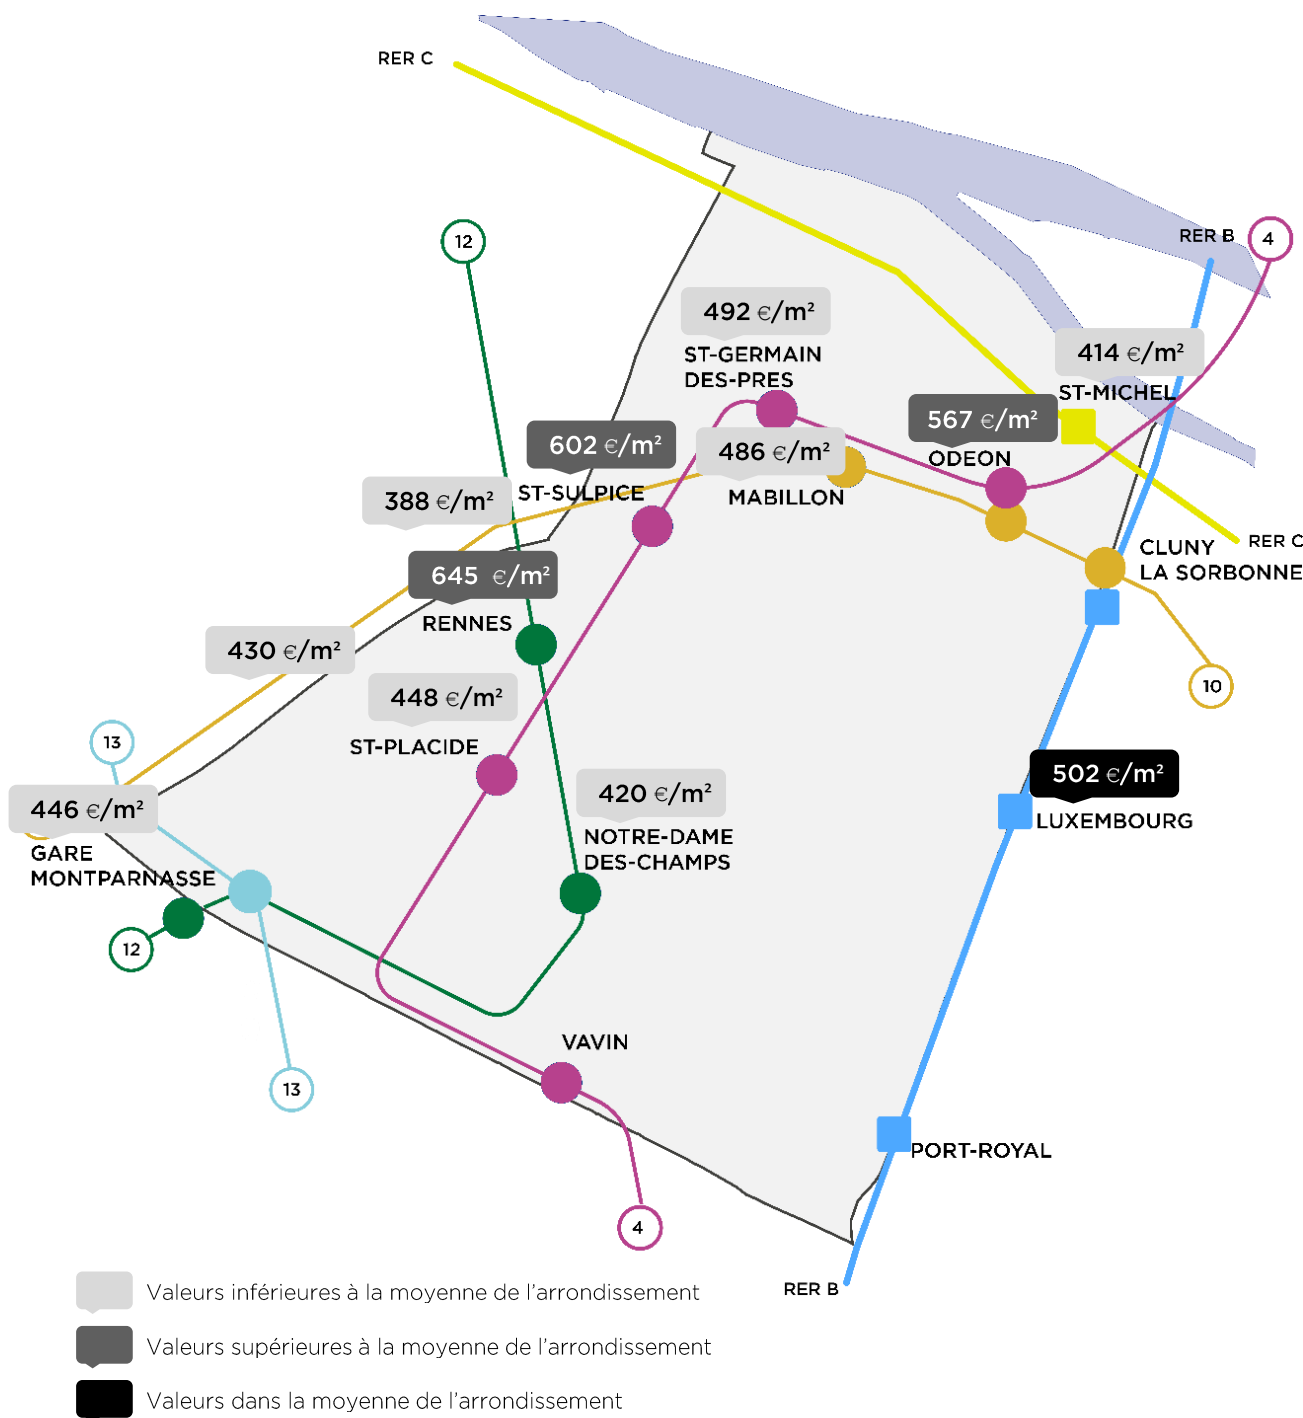 RER C
12
RER B
4
492 €/m²
ST-GERMAIN
DES-PRES
414 €/m²
ST-MICHEL
567 €/m²
ODEON
602 €/m²
ST-SULPICE
486 €/m²
MABILLON
388 €/m²
RER C
CLUNY
LA SORBONNE
645 €/m²
RENNES
430 €/m²
10
448 €/m²
ST-PLACIDE
13
502 €/m²
LUXEMBOURG
420 €/m²
NOTRE-DAME
DES-CHAMPS
446 €/m²
GARE
MONTPARNASSE
12
13
VAVIN
PORT-ROYAL
4
RER B
Valeurs inférieures à la moyenne de l'arrondissement
Valeurs supérieures à la moyenne de l'arrondissement
Valeurs dans la moyenne de l'arrondissement